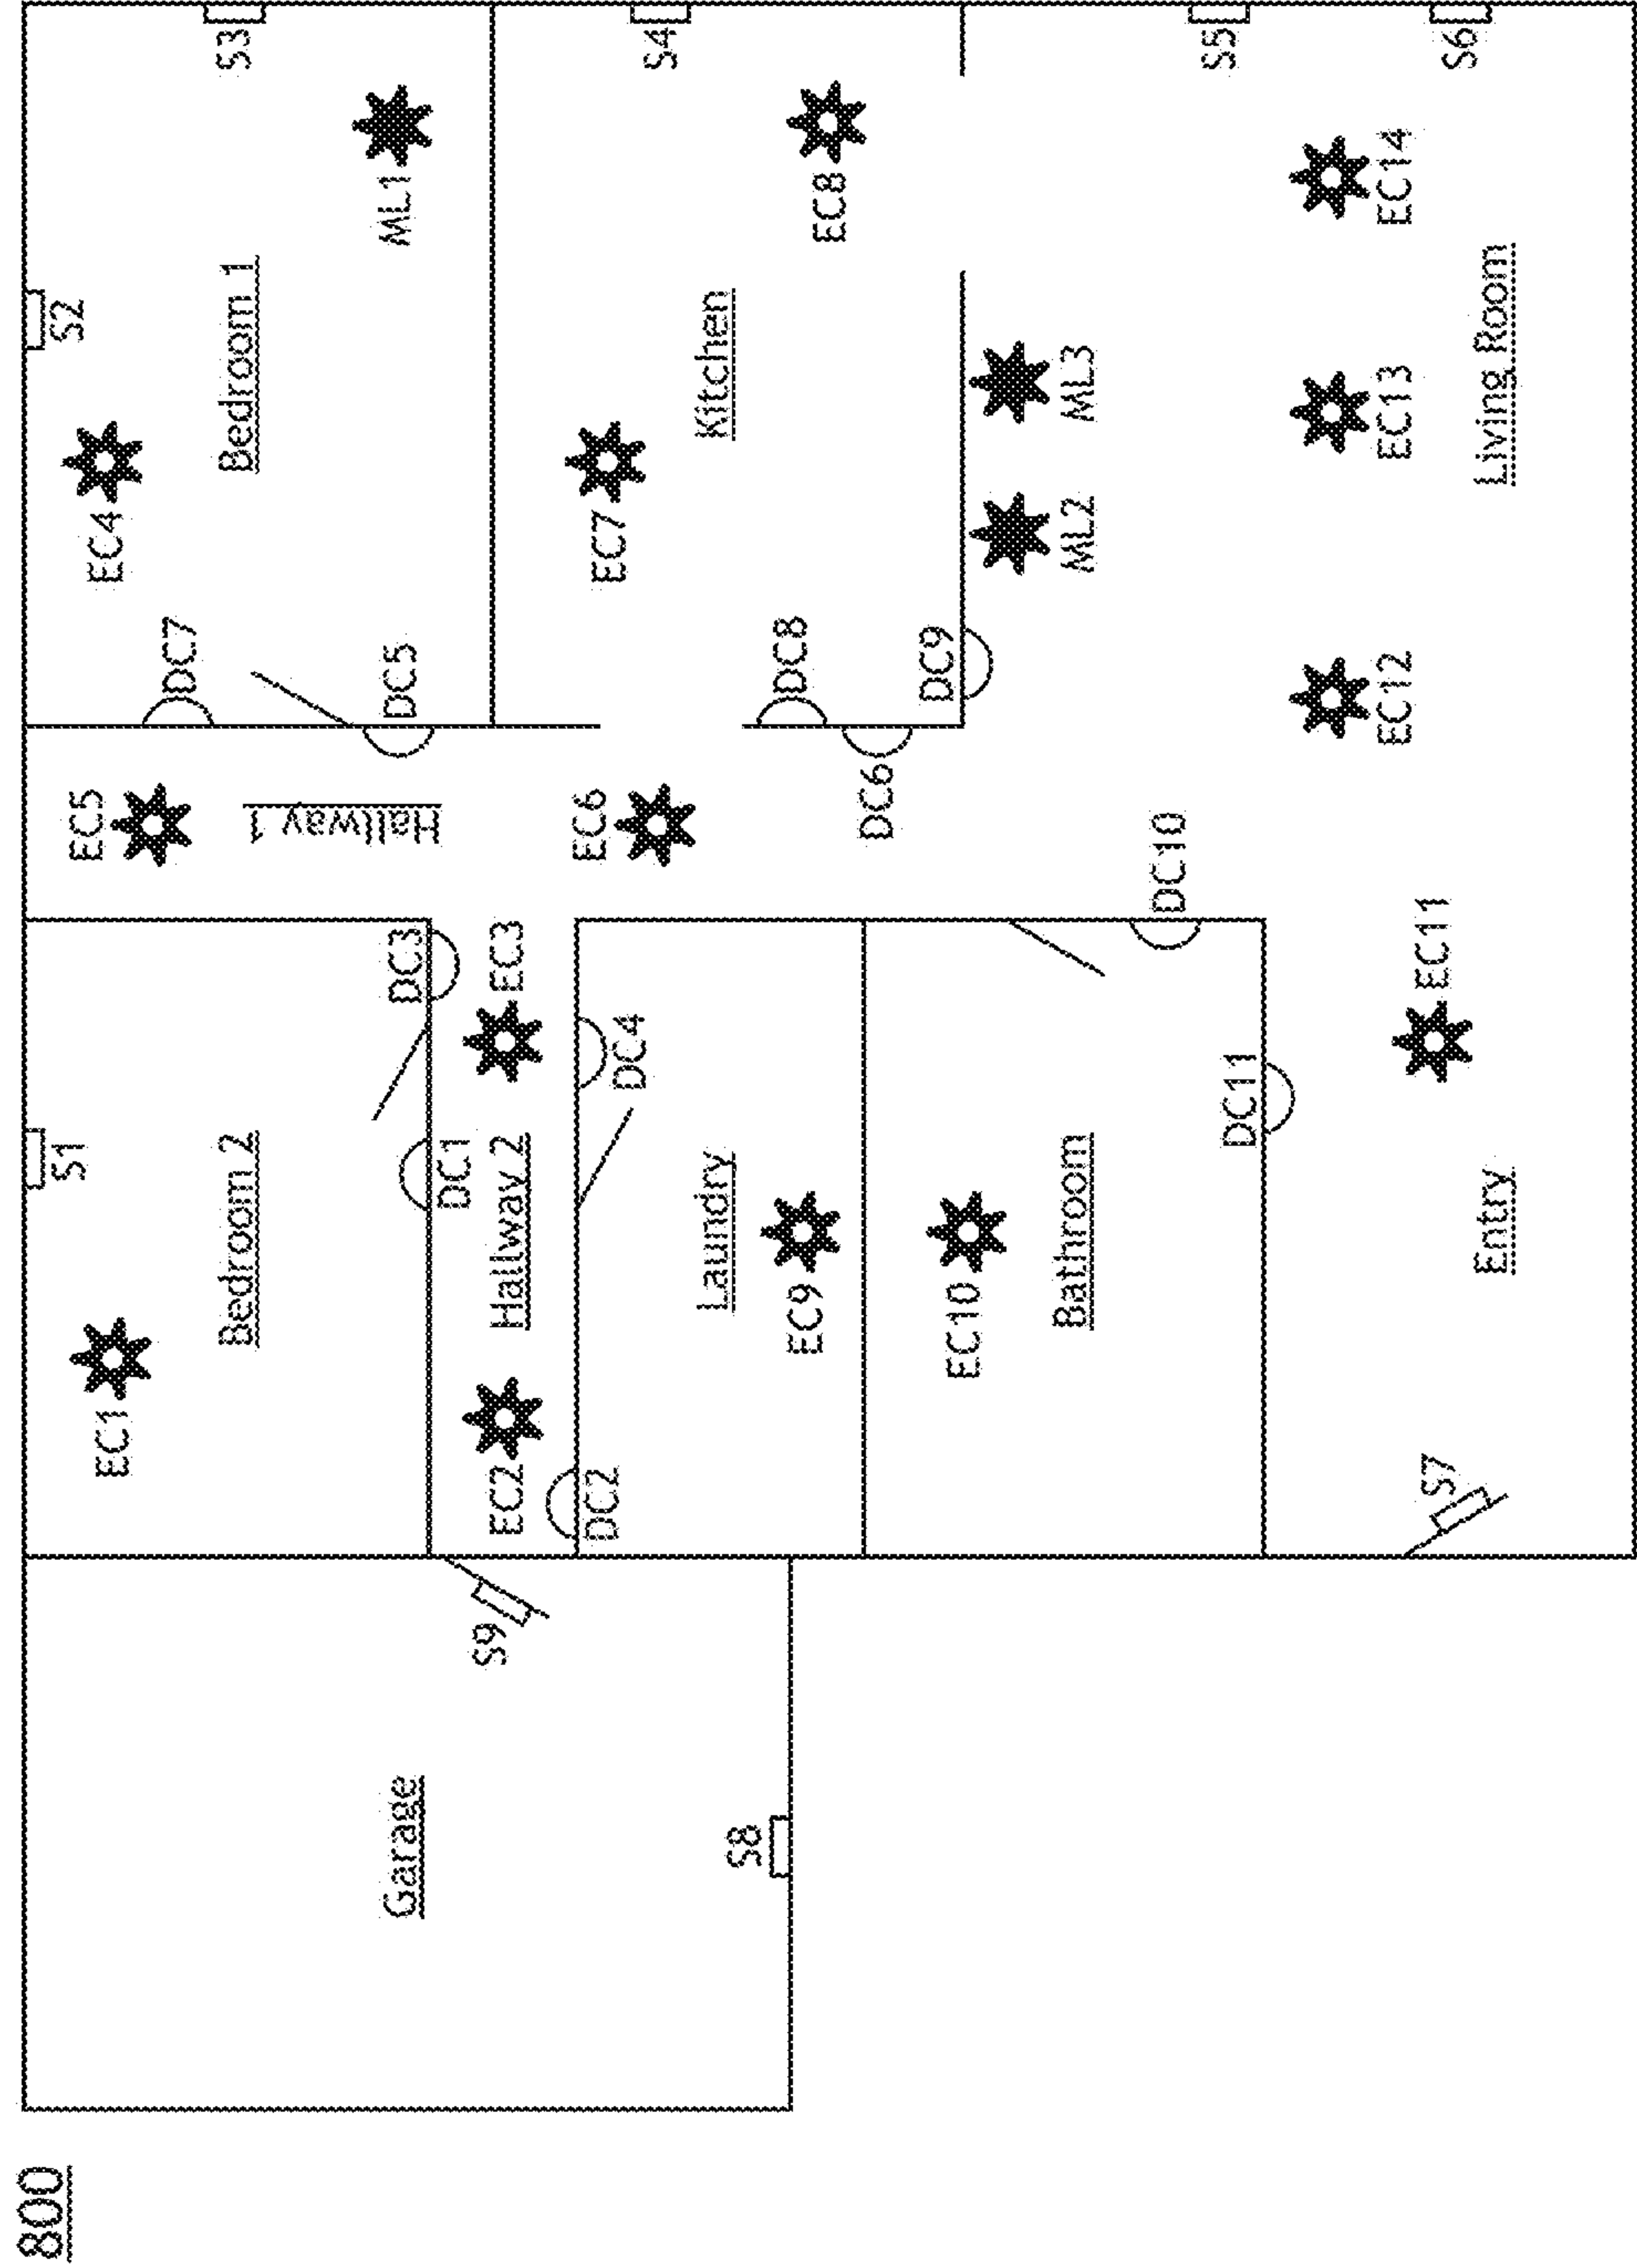 800
S1
S2
EC5
EC1
EC4
DC7
Bedroom 2
Bedroom 1
S3
Hallway 1
Garage
DC3
DC5
ML1
DC1
S9
EC2
Hallway 2
EC3
EC6
DC2
EC7
DC4
S4
Laundry
Kitchen
S8
DC8
EC9
EC8
DC6
DC9
EC10
Bathroom
ML2
ML3
DC10
S5
DC11
EC12
EC13
EC14
S7
EC11
S6
Entry
Living Room